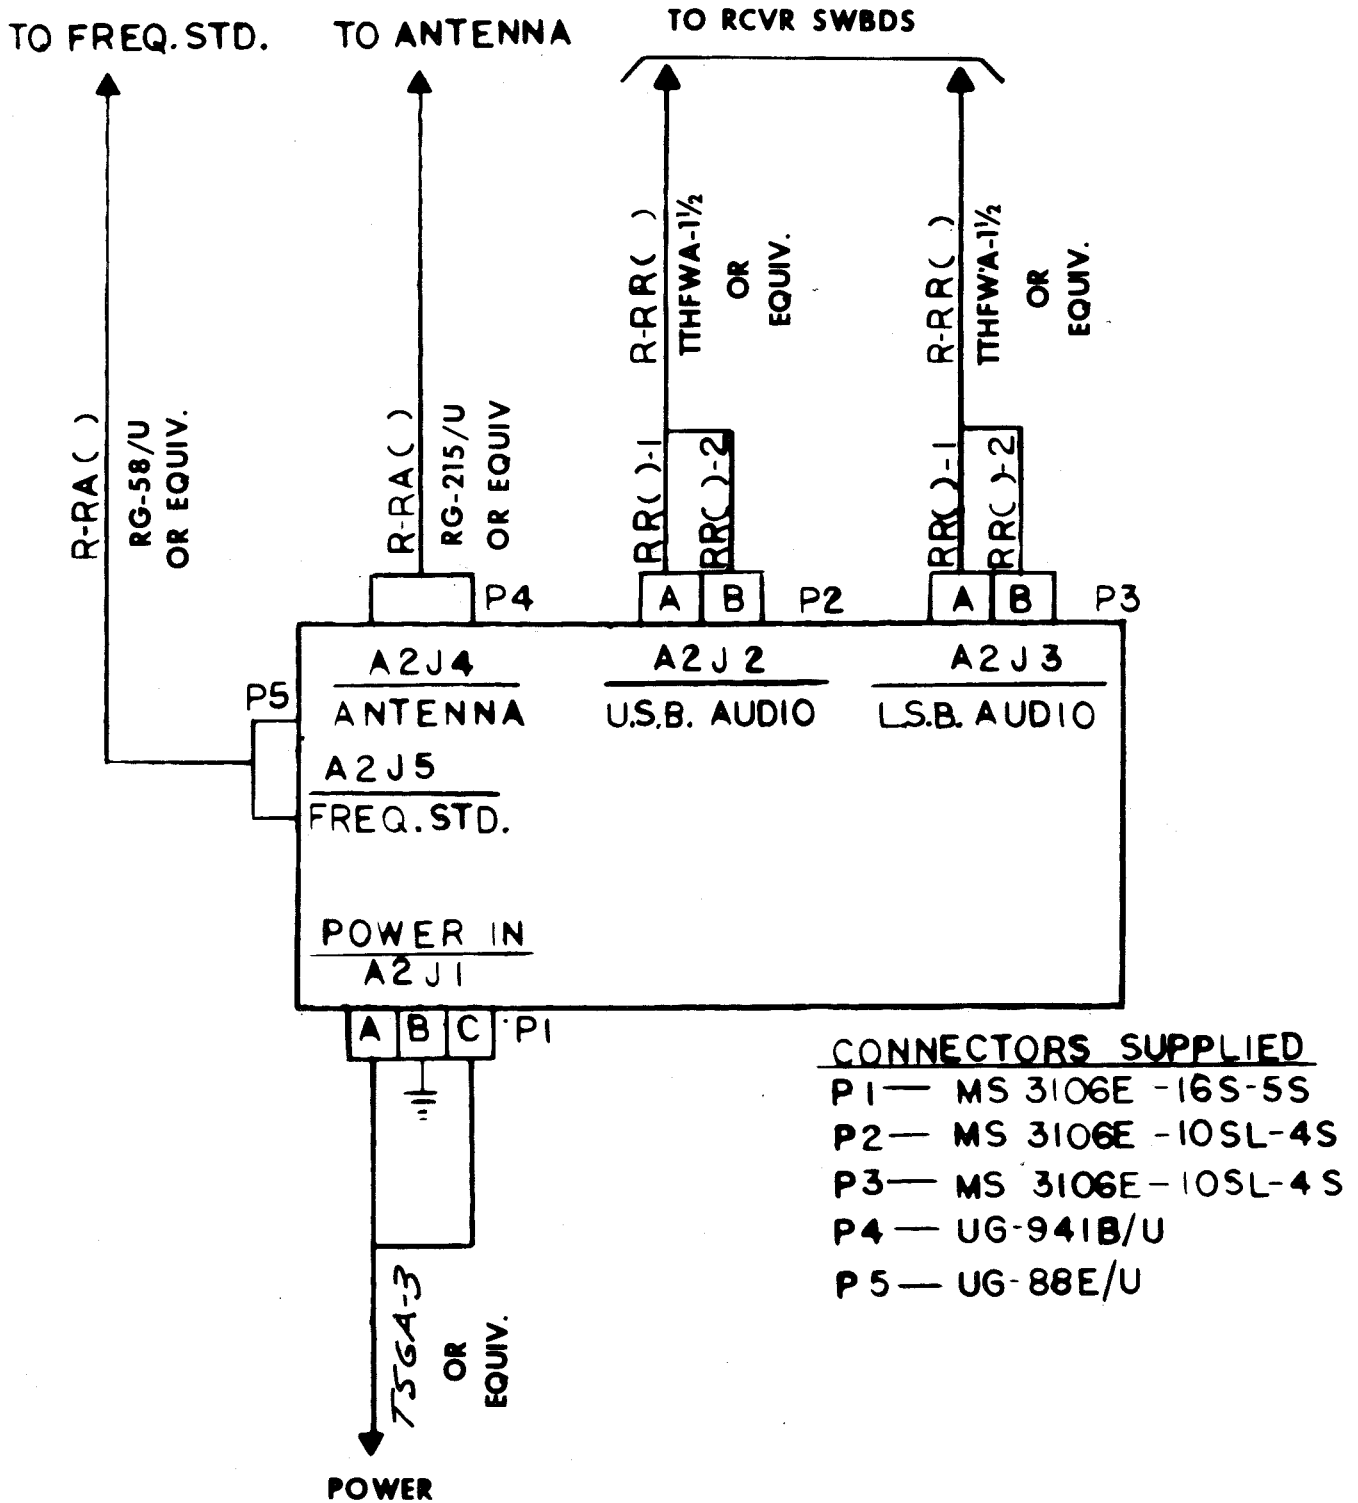 TO FREQ. STD.
TO ANTENNA
TO RCVR SWBDS
R-RA( )
RG-58/U
OR EQUIV.
R-RA( )
RG-215/U
OR EQUIV
R-RR( )
TTHFWA-1½
OR
EQUIV.
R-RR( )
TTHFWA-1½
OR
EQUIV.
RR( )-1
RR( )-2
RR( )-1
RR( )-2
P4
A
B
P2
A
B
P3
A2J4
ANTENNA
A2J2
U.S.B. AUDIO
A2J3
L.S.B. AUDIO
P5
A2J5
FREQ. STD.
POWER IN
A2J1
A
B
C
P1
TSGA-3
OR
EQUIV.
POWER
CONNECTORS SUPPLIED
P1— MS 3106E -16S-5S
P2— MS 3106E -10SL-4S
P3— MS 3106E-10SL-4S
P4— UG-941B/U
P5— UG-88E/U